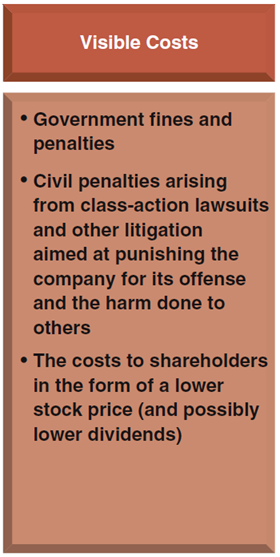 Visible Costs
• Government fines and
penalties
• Civil penalties arising
from class-action lawsuits
and other litigation
aimed at punishing the
company for its offense
and the harm done to
others
• The costs to shareholders
in the form of a lower
stock price (and possibly
lower dividends)